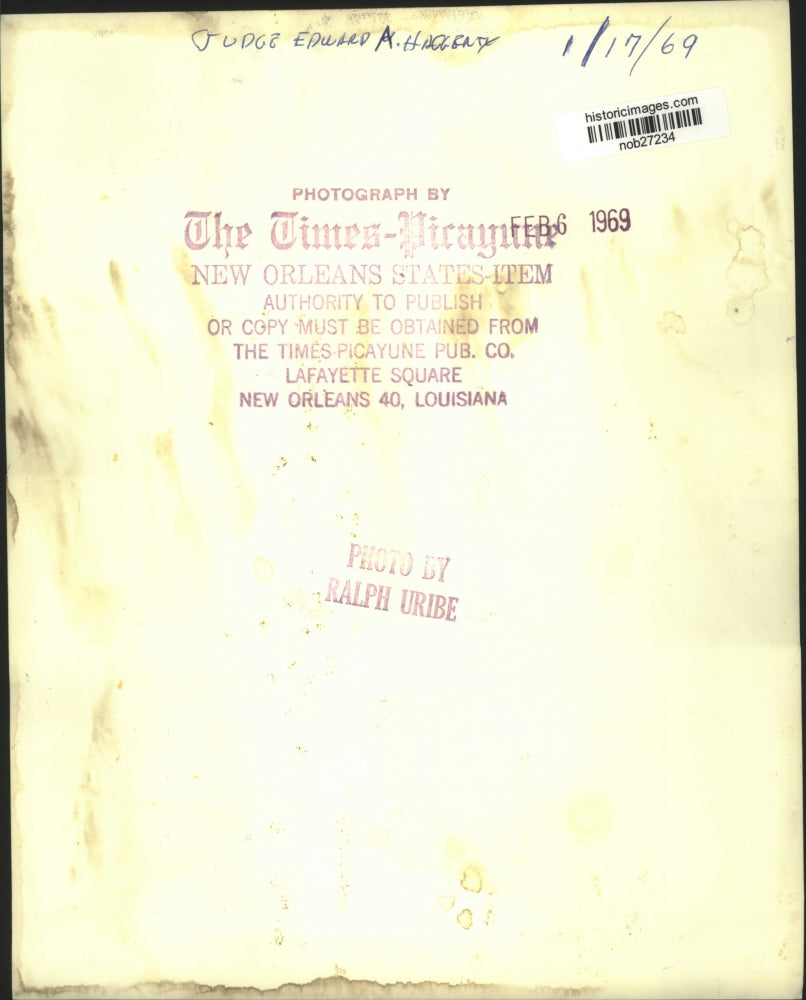 JUDGE EDWARD A. HAGGERTY 1/17/69
historicimages.com
nob27234
PHOTOGRAPH BY
The Times-Picayune FEB 6 1969
NEW ORLEANS STATES-ITEM
AUTHORITY TO PUBLISH
OR COPY MUST BE OBTAINED FROM
THE TIMES-PICAYUNE PUB. CO.
LAFAYETTE SQUARE
NEW ORLEANS 40, LOUISIANA
PHOTO BY
RALPH URIBE